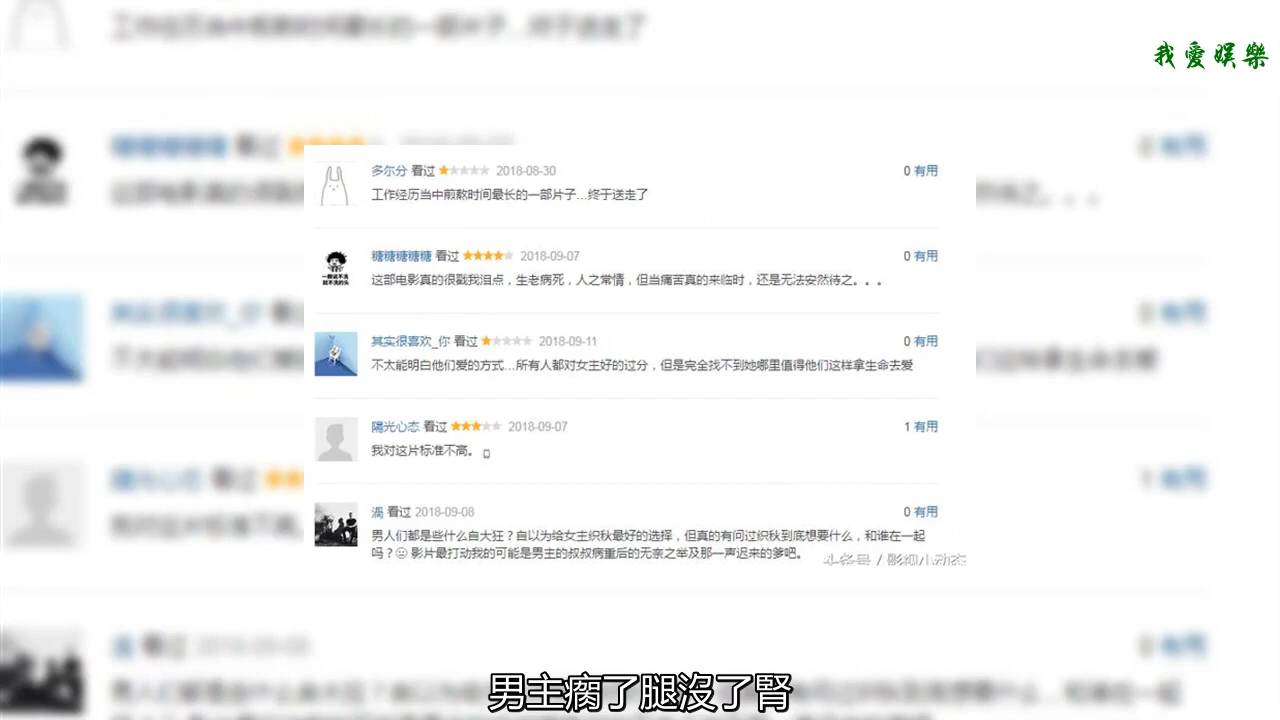 我愛娛樂
多尔分 看过 2018-08-30 0 有用
工作经历当中煎熬时间最长的一部片子...终于送走了
糖糖糖糖糖 看过 2018-09-07 0 有用
这部电影真的很戳我泪点，生老病死，人之常情，但当痛苦真的来临时，还是无法安然待之。。。
其实很喜欢_你 看过 2018-09-11 0 有用
不太能明白他们爱的方式...所有人都对女主好的过分，但是完全找不到她哪里值得他们这样拿生命去爱
陽光心态 看过 2018-09-07 1 有用
我对这片标准不高。
看过 2018-09-08 0 有用
男人们都是些什么自大狂？自以为给女主织秋最好的选择，但真的有问过织秋到底想要什么，和谁在一起
吗？影片最打动我的可能是男主的叔叔病重后的无亲之举及那一声迟来的爹吧。
头条号 / 影视小动态
男主瘸了腿沒了腎